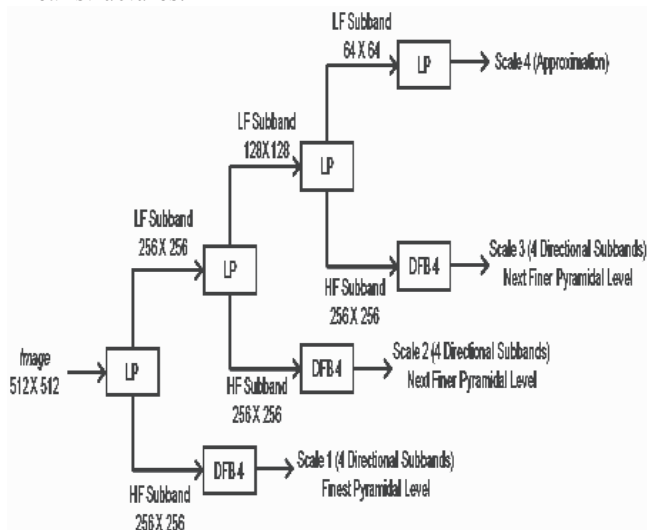 LF Subband
64 X 64
LP
Scale 4 (Approximation)
LF Subband
128X128
LP
LF Subband
256 X 256
LP
DFB 4
Scale 3 (4 Directional Subbands)
Next Finer Pyramidal Level
HF Subband
256 X 256
Image
512 X 512
LP
DFB 4
Scale 2 (4 Directional Subbands)
Next Finer Pyramidal Level
HF Subband
256 X 256
DFB 4
Scale 1 (4 Directional Subbands)
Finest Pyramidal Level
HF Subband
256 X 256